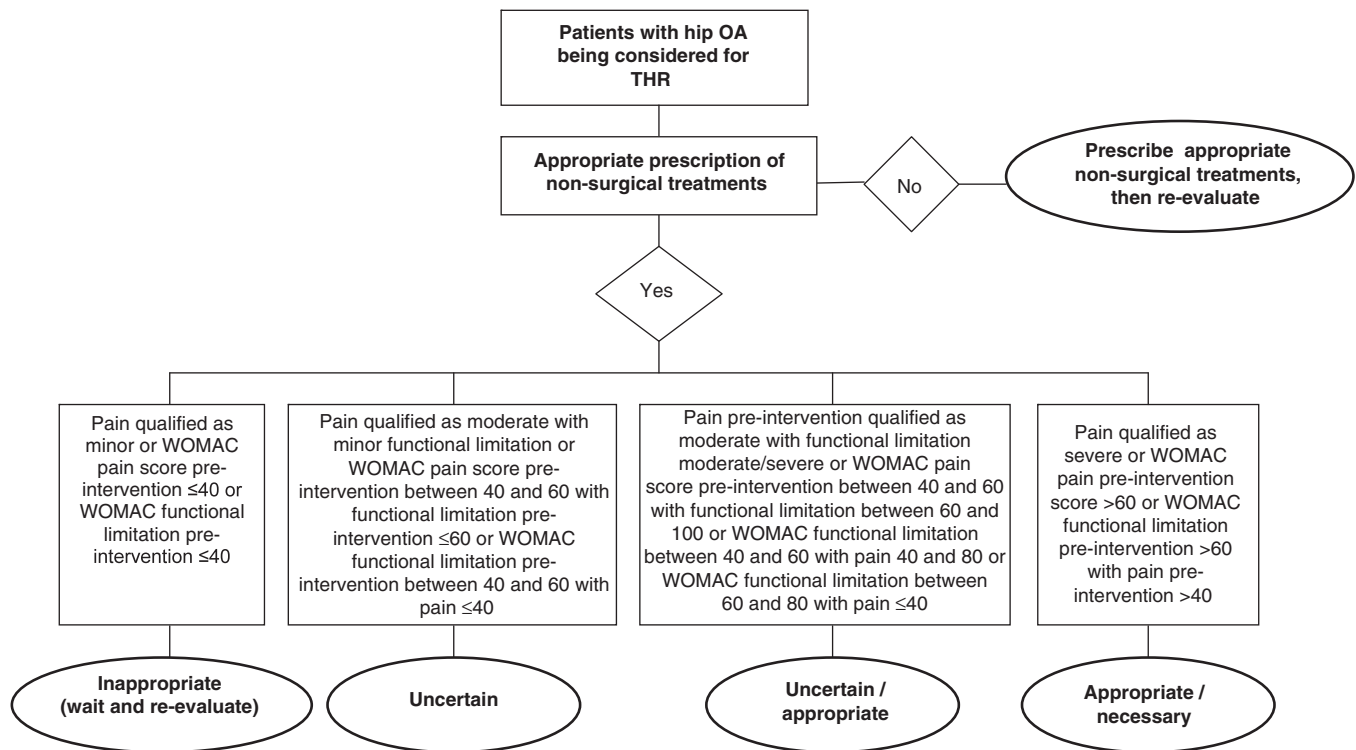 Patients with hip OA
being considered for
THR
Appropriate prescription of
non-surgical treatments
No
Prescribe appropriate
non-surgical treatments,
then re-evaluate
Yes
Pain qualified as
minor or WOMAC
pain score pre-
intervention ≤40 or
WOMAC functional
limitation pre-
intervention ≤40
Pain qualified as moderate with
minor functional limitation or
WOMAC pain score pre-
intervention between 40 and 60 with
functional limitation pre-
intervention ≤60 or WOMAC
functional limitation pre-
intervention between 40 and 60 with
pain ≤40
Pain pre-intervention qualified as
moderate with functional limitation
moderate/severe or WOMAC pain
score pre-intervention between 40 and 60
with functional limitation between 60 and
100 or WOMAC functional limitation
between 40 and 60 with pain 40 and 80 or
WOMAC functional limitation between
60 and 80 with pain ≤40
Pain qualified as
severe or WOMAC
pain pre-intervention
score >60 or WOMAC
functional limitation
pre-intervention >60
with pain pre-
intervention >40
Inappropriate
(wait and re-evaluate)
Uncertain
Uncertain /
appropriate
Appropriate /
necessary